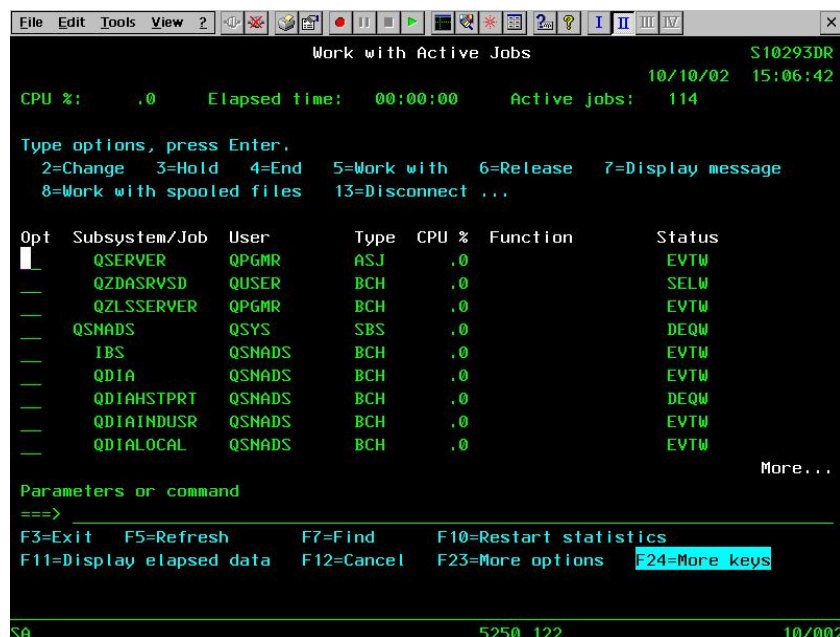 File Edit Tools View ?
I II III IV
Work with Active Jobs S10293DR
10/10/02 15:06:42
CPU %: .0 Elapsed time: 00:00:00 Active jobs: 114
Type options, press Enter.
2=Change 3=Hold 4=End 5=Work with 6=Release 7=Display message
8=Work with spooled files 13=Disconnect ...
Opt Subsystem/Job User Type CPU % Function Status
QSERVER QPGMR ASJ .0 EVTW
QZDASRVSD QUSER BCH .0 SELW
QZLSSERVER QPGMR BCH .0 EVTW
QSNADS QSYS SBS .0 DEQW
IBS QSNADS BCH .0 EVTW
QDIA QSNADS BCH .0 EVTW
QDIAHSTPRT QSNADS BCH .0 DEQW
QDIAINDUSR QSNADS BCH .0 EVTW
QDIALOCAL QSNADS BCH .0 EVTW
More...
Parameters or command
===>
F3=Exit F5=Refresh F7=Find F10=Restart statistics
F11=Display elapsed data F12=Cancel F23=More options F24=More keys
SA 5250 122 10/002